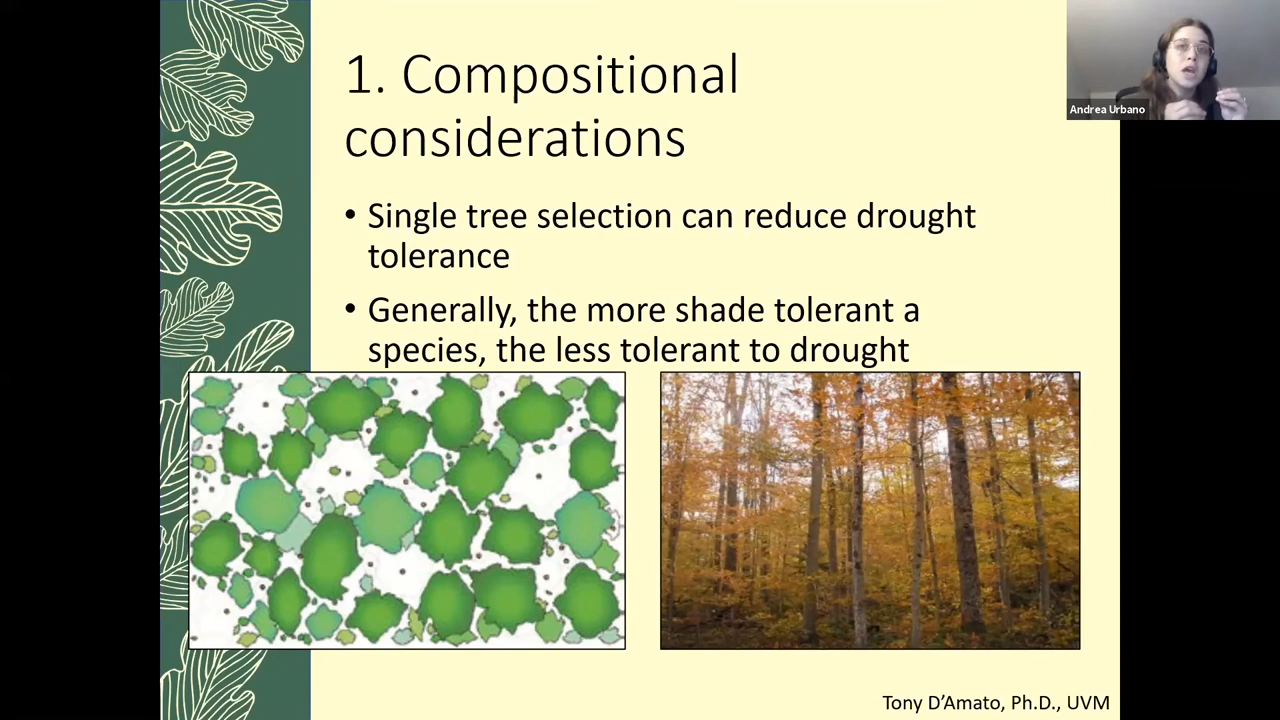 1. Compositional
considerations
• Single tree selection can reduce drought
tolerance
• Generally, the more shade tolerant a
species, the less tolerant to drought
Andrea Urbano
Tony D’Amato, Ph.D., UVM